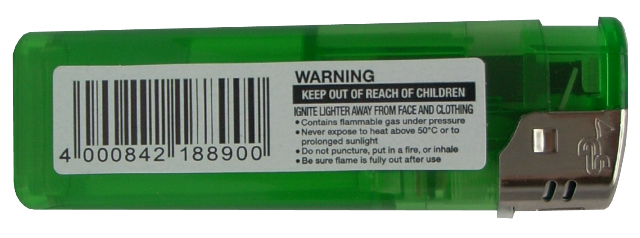 4 000842 188900
WARNING
KEEP OUT OF REACH OF CHILDREN
IGNITE LIGHTER AWAY FROM FACE AND CLOTHING
• Contains flammable gas under pressure
• Never expose to heat above 50°C or to
prolonged sunlight
• Do not puncture, put in a fire, or inhale
• Be sure flame is fully out after use